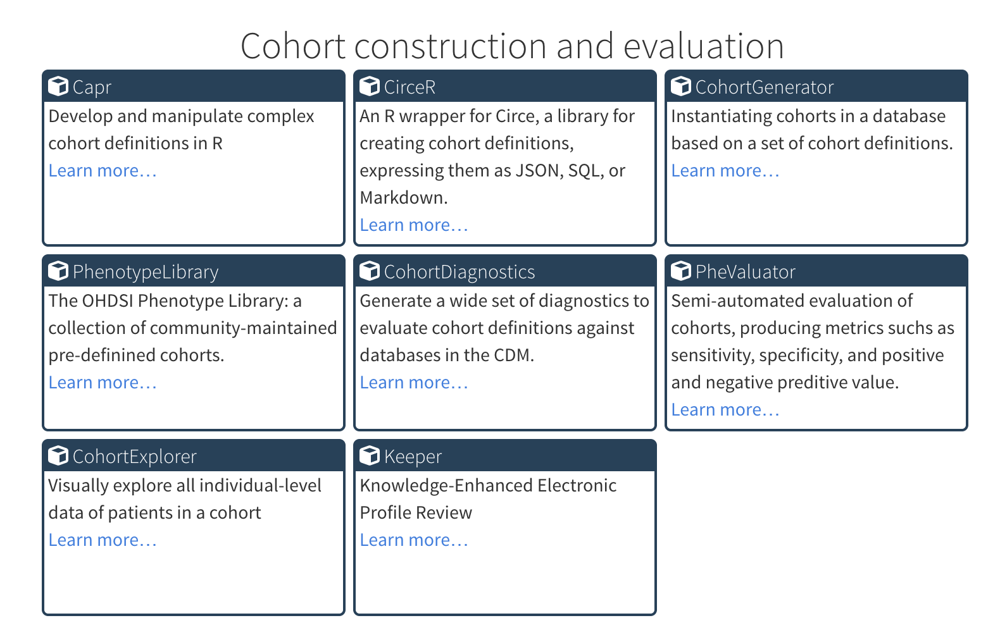 Cohort construction and evaluation
Capr
Develop and manipulate complex
cohort definitions in R
Learn more…
CirceR
An R wrapper for Circe, a library for
creating cohort definitions,
expressing them as JSON, SQL, or
Markdown.
Learn more…
CohortGenerator
Instantiating cohorts in a database
based on a set of cohort definitions.
Learn more…
PhenotypeLibrary
The OHDSI Phenotype Library: a
collection of community-maintained
pre-definined cohorts.
Learn more…
CohortDiagnostics
Generate a wide set of diagnostics to
evaluate cohort definitions against
databases in the CDM.
Learn more…
PheValuator
Semi-automated evaluation of
cohorts, producing metrics suchs as
sensitivity, specificity, and positive
and negative preditive value.
Learn more…
CohortExplorer
Visually explore all individual-level
data of patients in a cohort
Learn more…
Keeper
Knowledge-Enhanced Electronic
Profile Review
Learn more…